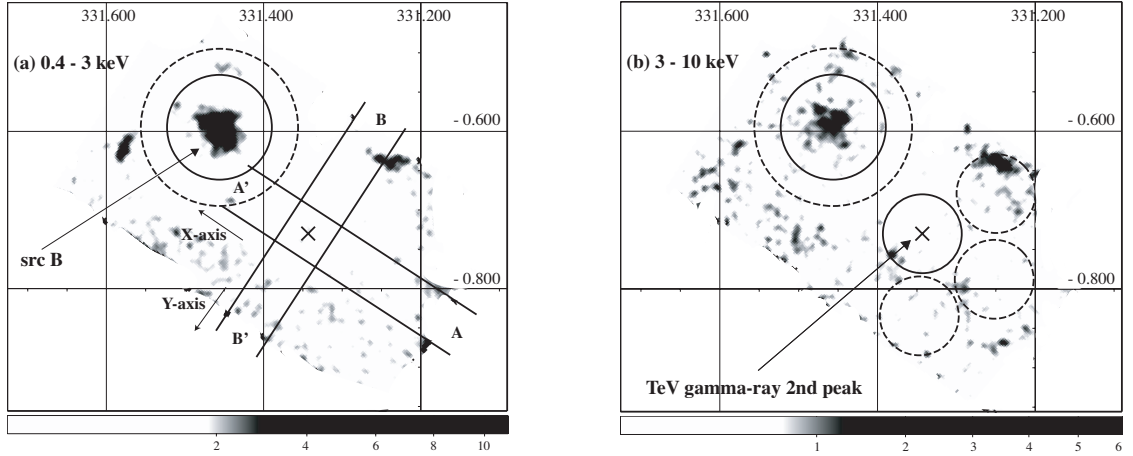 331.600 331.400 331.200
(a) 0.4 - 3 keV
B
- 0.600
A'
X-axis
src B
- 0.800
Y-axis
B'
A
2 4 6 8 10
331.600 331.400 331.200
(b) 3 - 10 keV
- 0.600
- 0.800
TeV gamma-ray 2nd peak
1 2 3 4 5 6